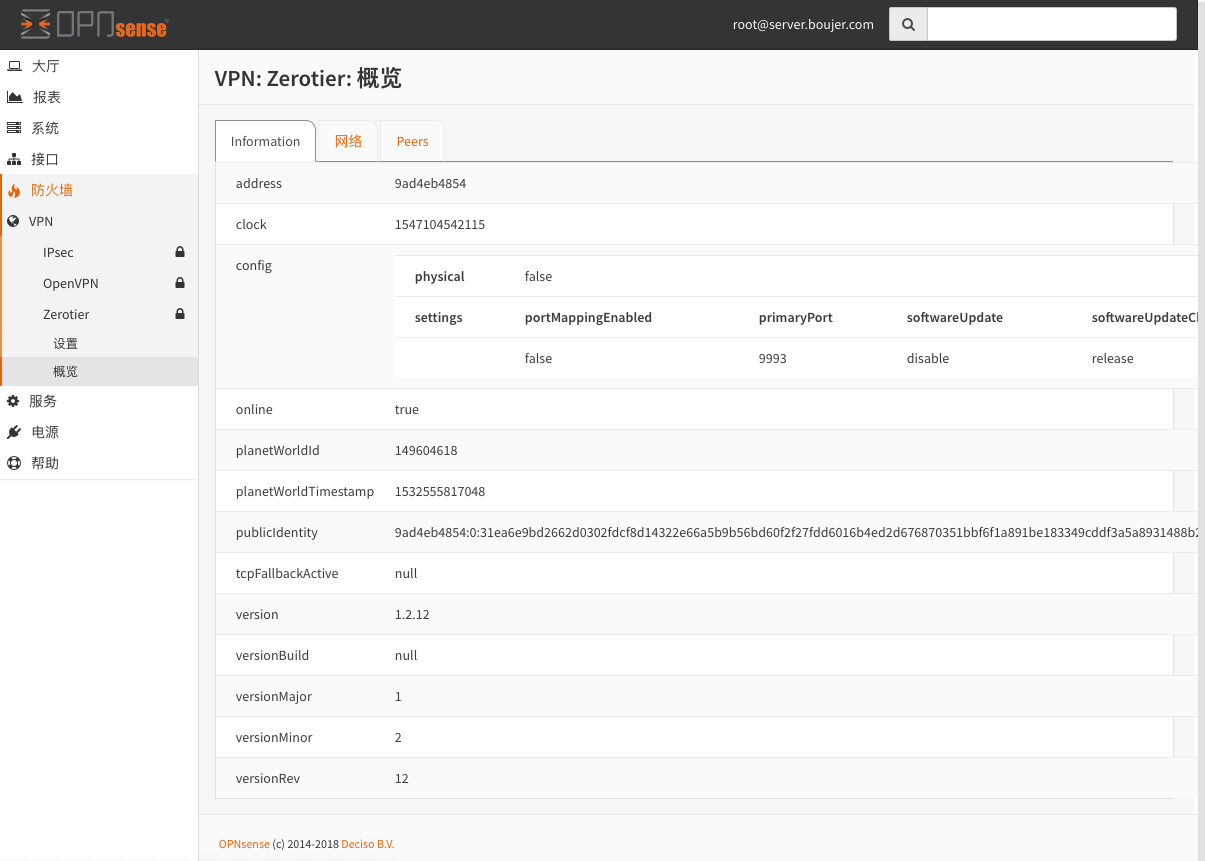 OPNsense
root@server.boujer.com
大厅
报表
系统
接口
防火墙
VPN
IPsec
OpenVPN
Zerotier
设置
概览
服务
电源
帮助
VPN: Zerotier: 概览
Information 网络 Peers
address 9ad4eb4854
clock 1547104542115
config
physical false
settings portMappingEnabled primaryPort softwareUpdate softwareUpdateCl
false 9993 disable release
online true
planetWorldId 149604618
planetWorldTimestamp 1532555817048
publicIdentity 9ad4eb4854:0:31ea6e9bd2662d0302fdcf8d14322e66a5b9b56bd60f2f27fdd6016b4ed2d676870351bbf6f1a891be183349cddf3a5a8931488b2
tcpFallbackActive null
version 1.2.12
versionBuild null
versionMajor 1
versionMinor 2
versionRev 12
OPNsense (c) 2014-2018 Deciso B.V.